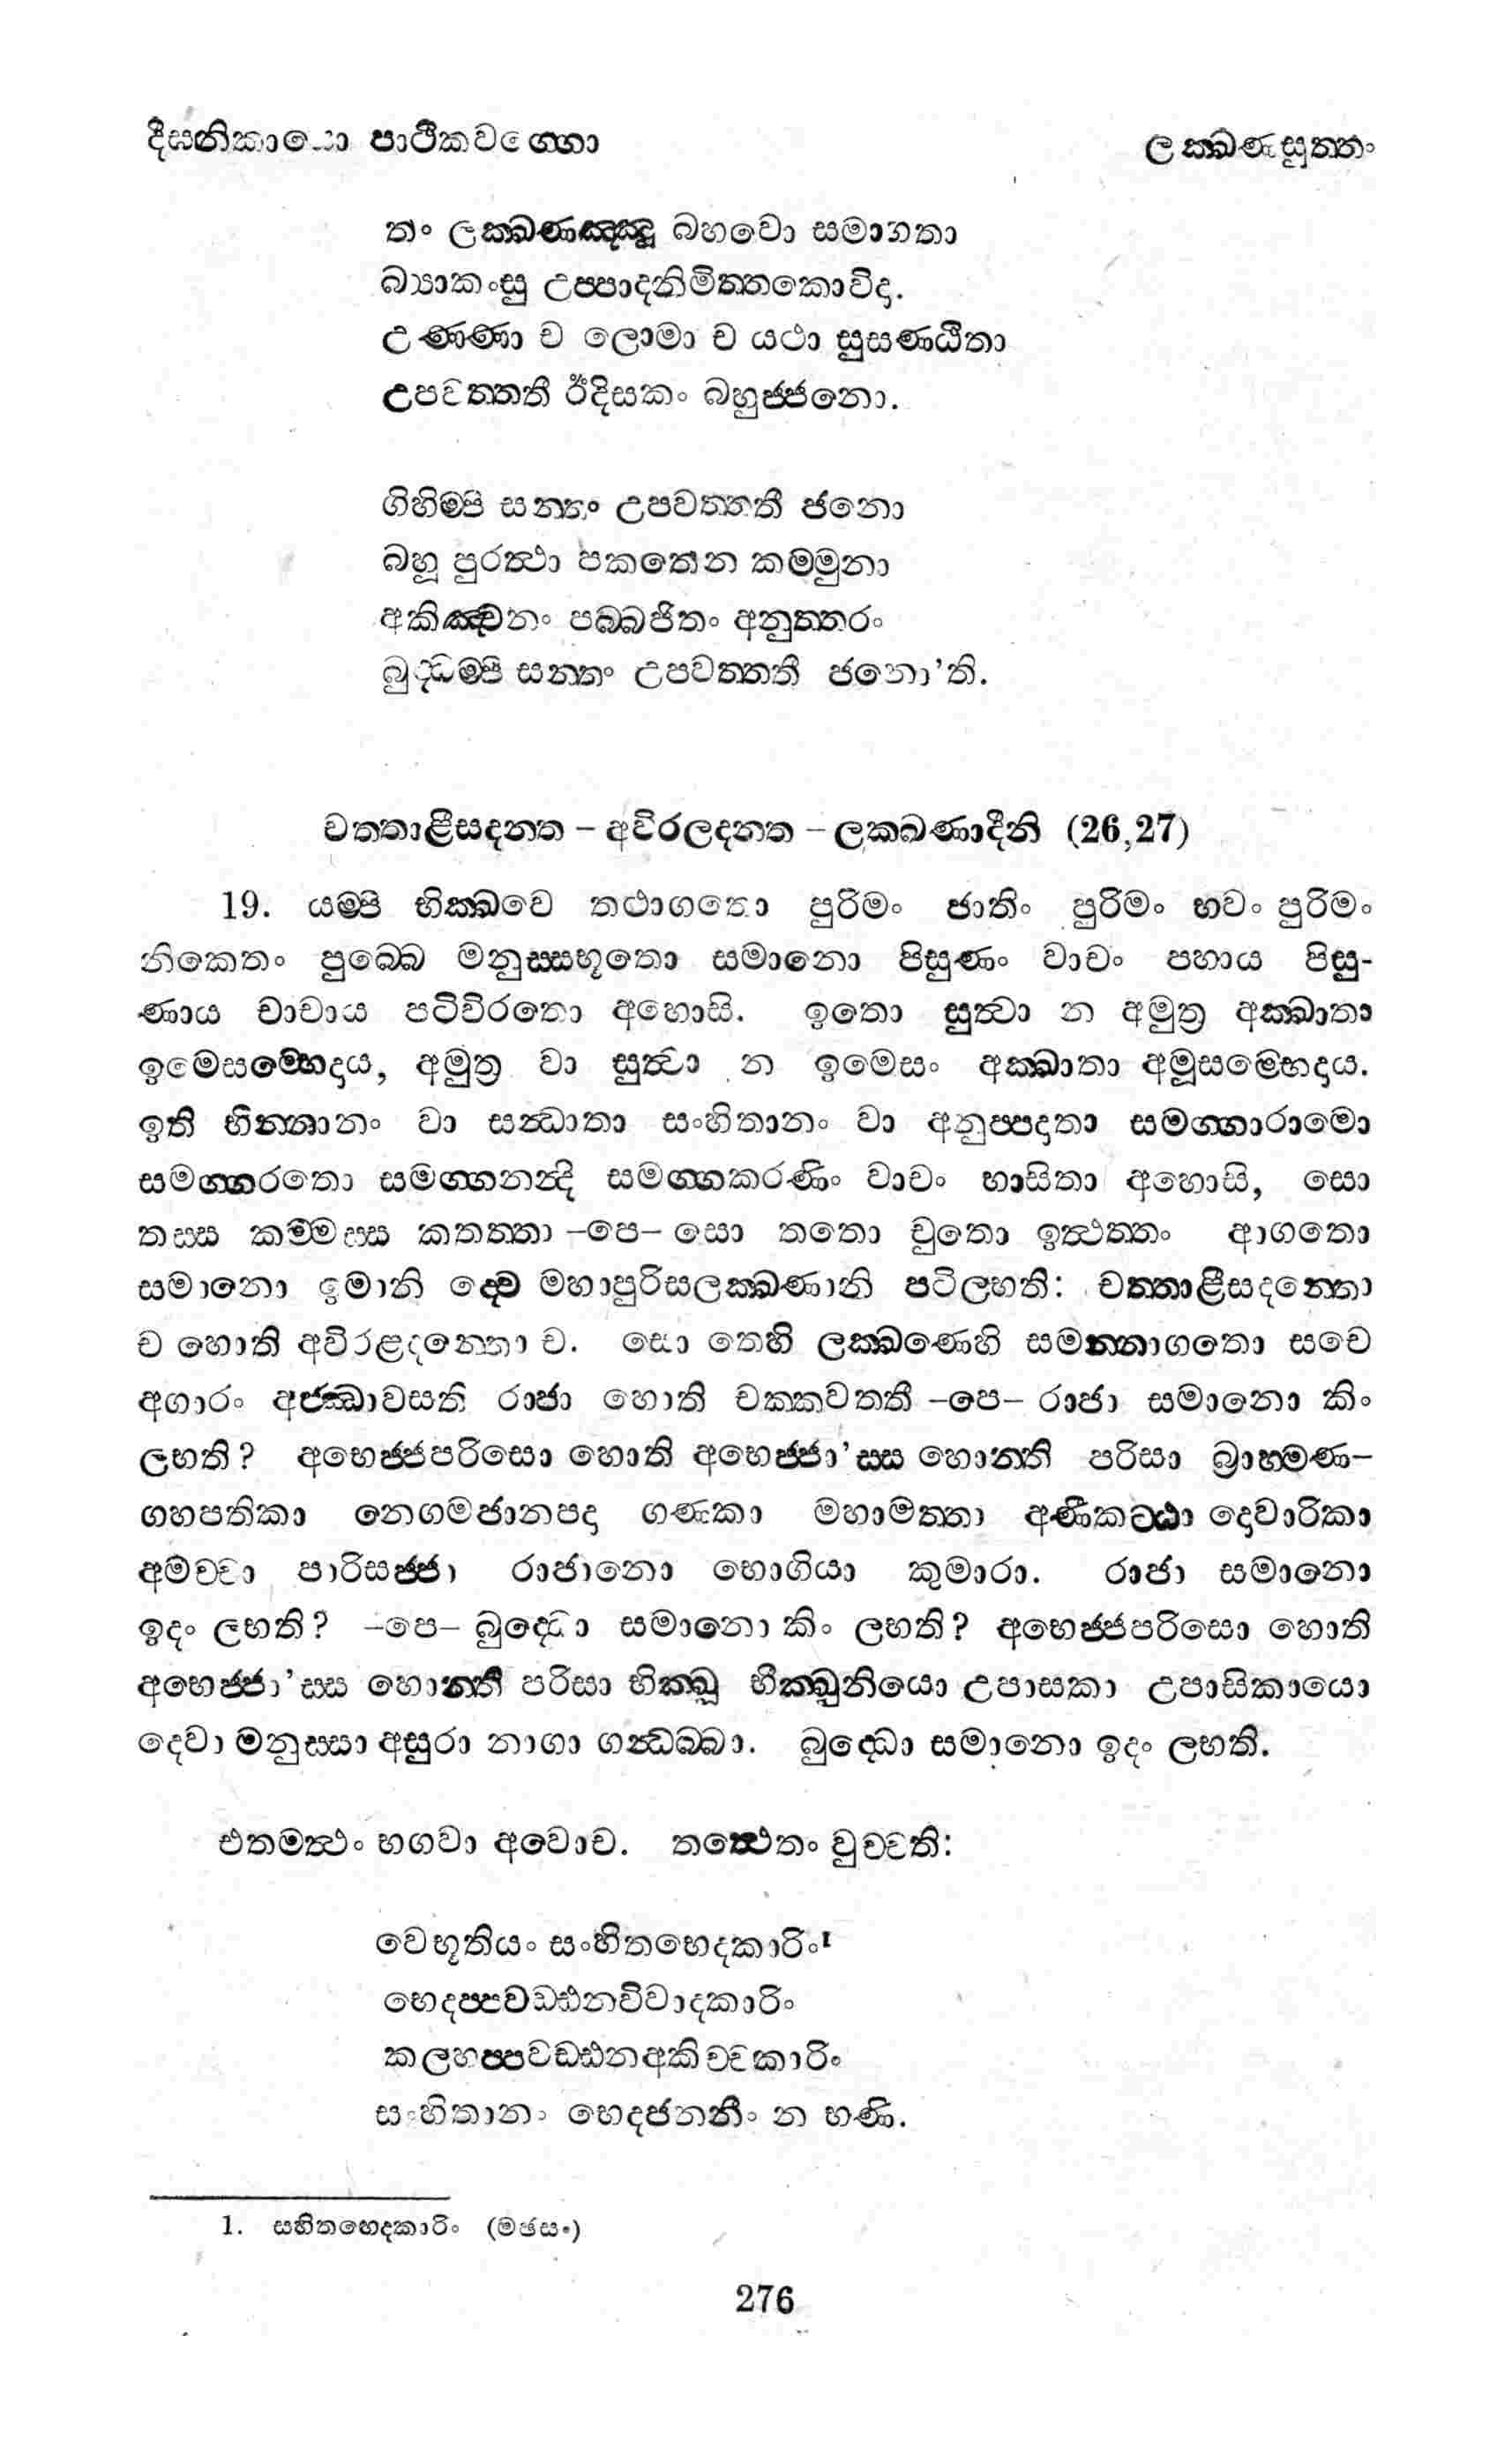 දීඝනිකායො පාථිකවග්ගො
ලක්ඛණසුත්තං
තං ලක්ඛණඤ්ඤූ බහවො සමාගතා
බ්‍යාකංසු උප්පාදනිමිත්තකොවිදා.
උණ්ණා ච ලොමා ච යථා සුසණ්ඨිතා
උපවත්තතී ඊදිසකං බහුජ්ජනො.
ගිහිම්පි සන්තං උපවත්තතී ජනො
බහූ පුරත්ථා පකතෙන කම්මුනා
අකිඤ්චනං පබ්බජිතං අනුත්තරං
බුද්ධම්පි සන්තං උපවත්තතී ජනො'ති.
චත්තාළීසදන්ත – අවිරලදන්ත – ලක්ඛණාදීනි (26,27)
19. යම්පි භික්ඛවෙ තථාගතො පුරිමං ජාතිං පුරිමං භවං පුරිමං
නිකෙතං පුබ්බෙ මනුස්සභූතො සමානො පිසුණං වාචං පහාය පිසු-
ණාය වාචාය පටිවිරතො අහොසි. ඉතො සුත්වා න අමුත්‍ර අක්ඛාතා
ඉමෙසම්භෙදාය, අමුත්‍ර වා සුත්වා න ඉමෙසං අක්ඛාතා අමූසම්භෙදාය.
ඉති භින්නානං වා සන්ධාතා සංහිතානං වා අනුප්පදාතා සමග්ගාරාමො
සමග්ගරතො සමග්ගනන්දි සමග්ගකරණිං වාචං භාසිතා අහොසි, සො
තස්ස කම්මස්ස කතත්තා –පෙ– සො තතො චුතො ඉත්ථත්තං ආගතො
සමානො ඉමානි ද්වෙ මහාපුරිසලක්ඛණානි පටිලභති: චත්තාළීසදන්තො
ච හොති අවිරළදන්තො ච. සො තෙහි ලක්ඛණෙහි සමන්නාගතො සචෙ
අගාරං අජ්ඣාවසති රාජා හොති චක්කවත්තී –පෙ– රාජා සමානො කිං
ලභති? අභෙජ්ජපරිසො හොති අභෙජ්ජා'ස්ස හොන්ති පරිසා බ්‍රාහ්මණ–
ගහපතිකා නෙගමජානපදා ගණකා මහාමත්තා අණීකට්ඨා දොවාරිකා
අමච්චා පාරිසජ්ජා රාජානො භොගියා කුමාරා. රාජා සමානො
ඉදං ලභති? –පෙ– බුද්ධො සමානො කිං ලභති? අභෙජ්ජපරිසො හොති
අභෙජ්ජා'ස්ස හොන්ති පරිසා භික්ඛූ භික්ඛුනියො උපාසකා උපාසිකායො
දෙවා මනුස්සා අසුරා නාගා ගන්ධබ්බා. බුද්ධො සමානො ඉදං ලභති.
එතමත්ථං භගවා අවොච. තත්ථෙතං වුච්චති:
වෙභූතියං සංහිතභෙදකාරිං¹
භෙදප්පවඩ්ඪනවිවාදකාරිං
කලහප්පවඩ්ඪනඅකිච්චකාරිං
සංහිතානං භෙදජනනිං න භණි.
1. සහිතභෙදකාරිං (මඡසං)
276